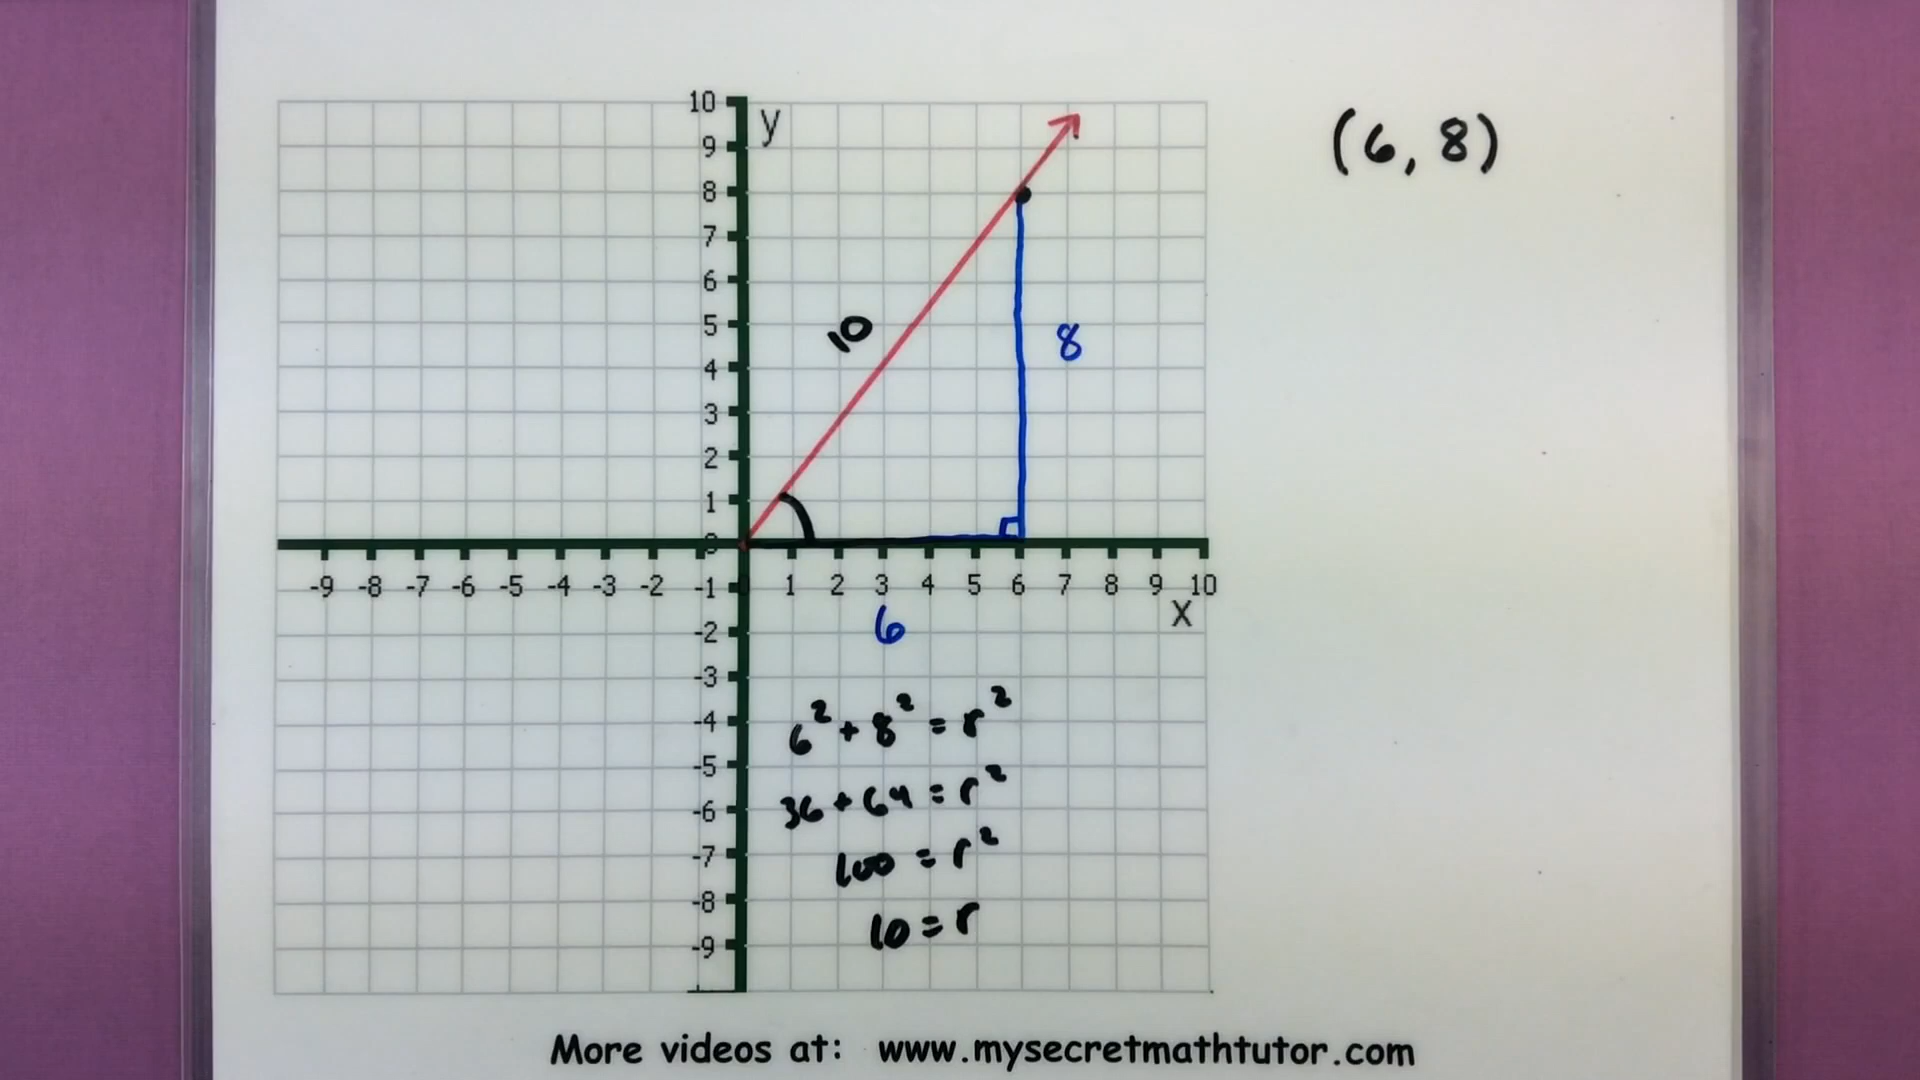 (6, 8)
10
y
9
8
7
6
5
4
3
2
1
0
10
8
-9 -8 -7 -6 -5 -4 -3 -2 -1 1 2 3 4 5 6 7 8 9 10
x
6
-2
-3
-4
-5
-6
-7
-8
-9
6² + 8² = r²
36 + 64 = r²
100 = r²
10 = r
More videos at: www.mysecretmathtutor.com